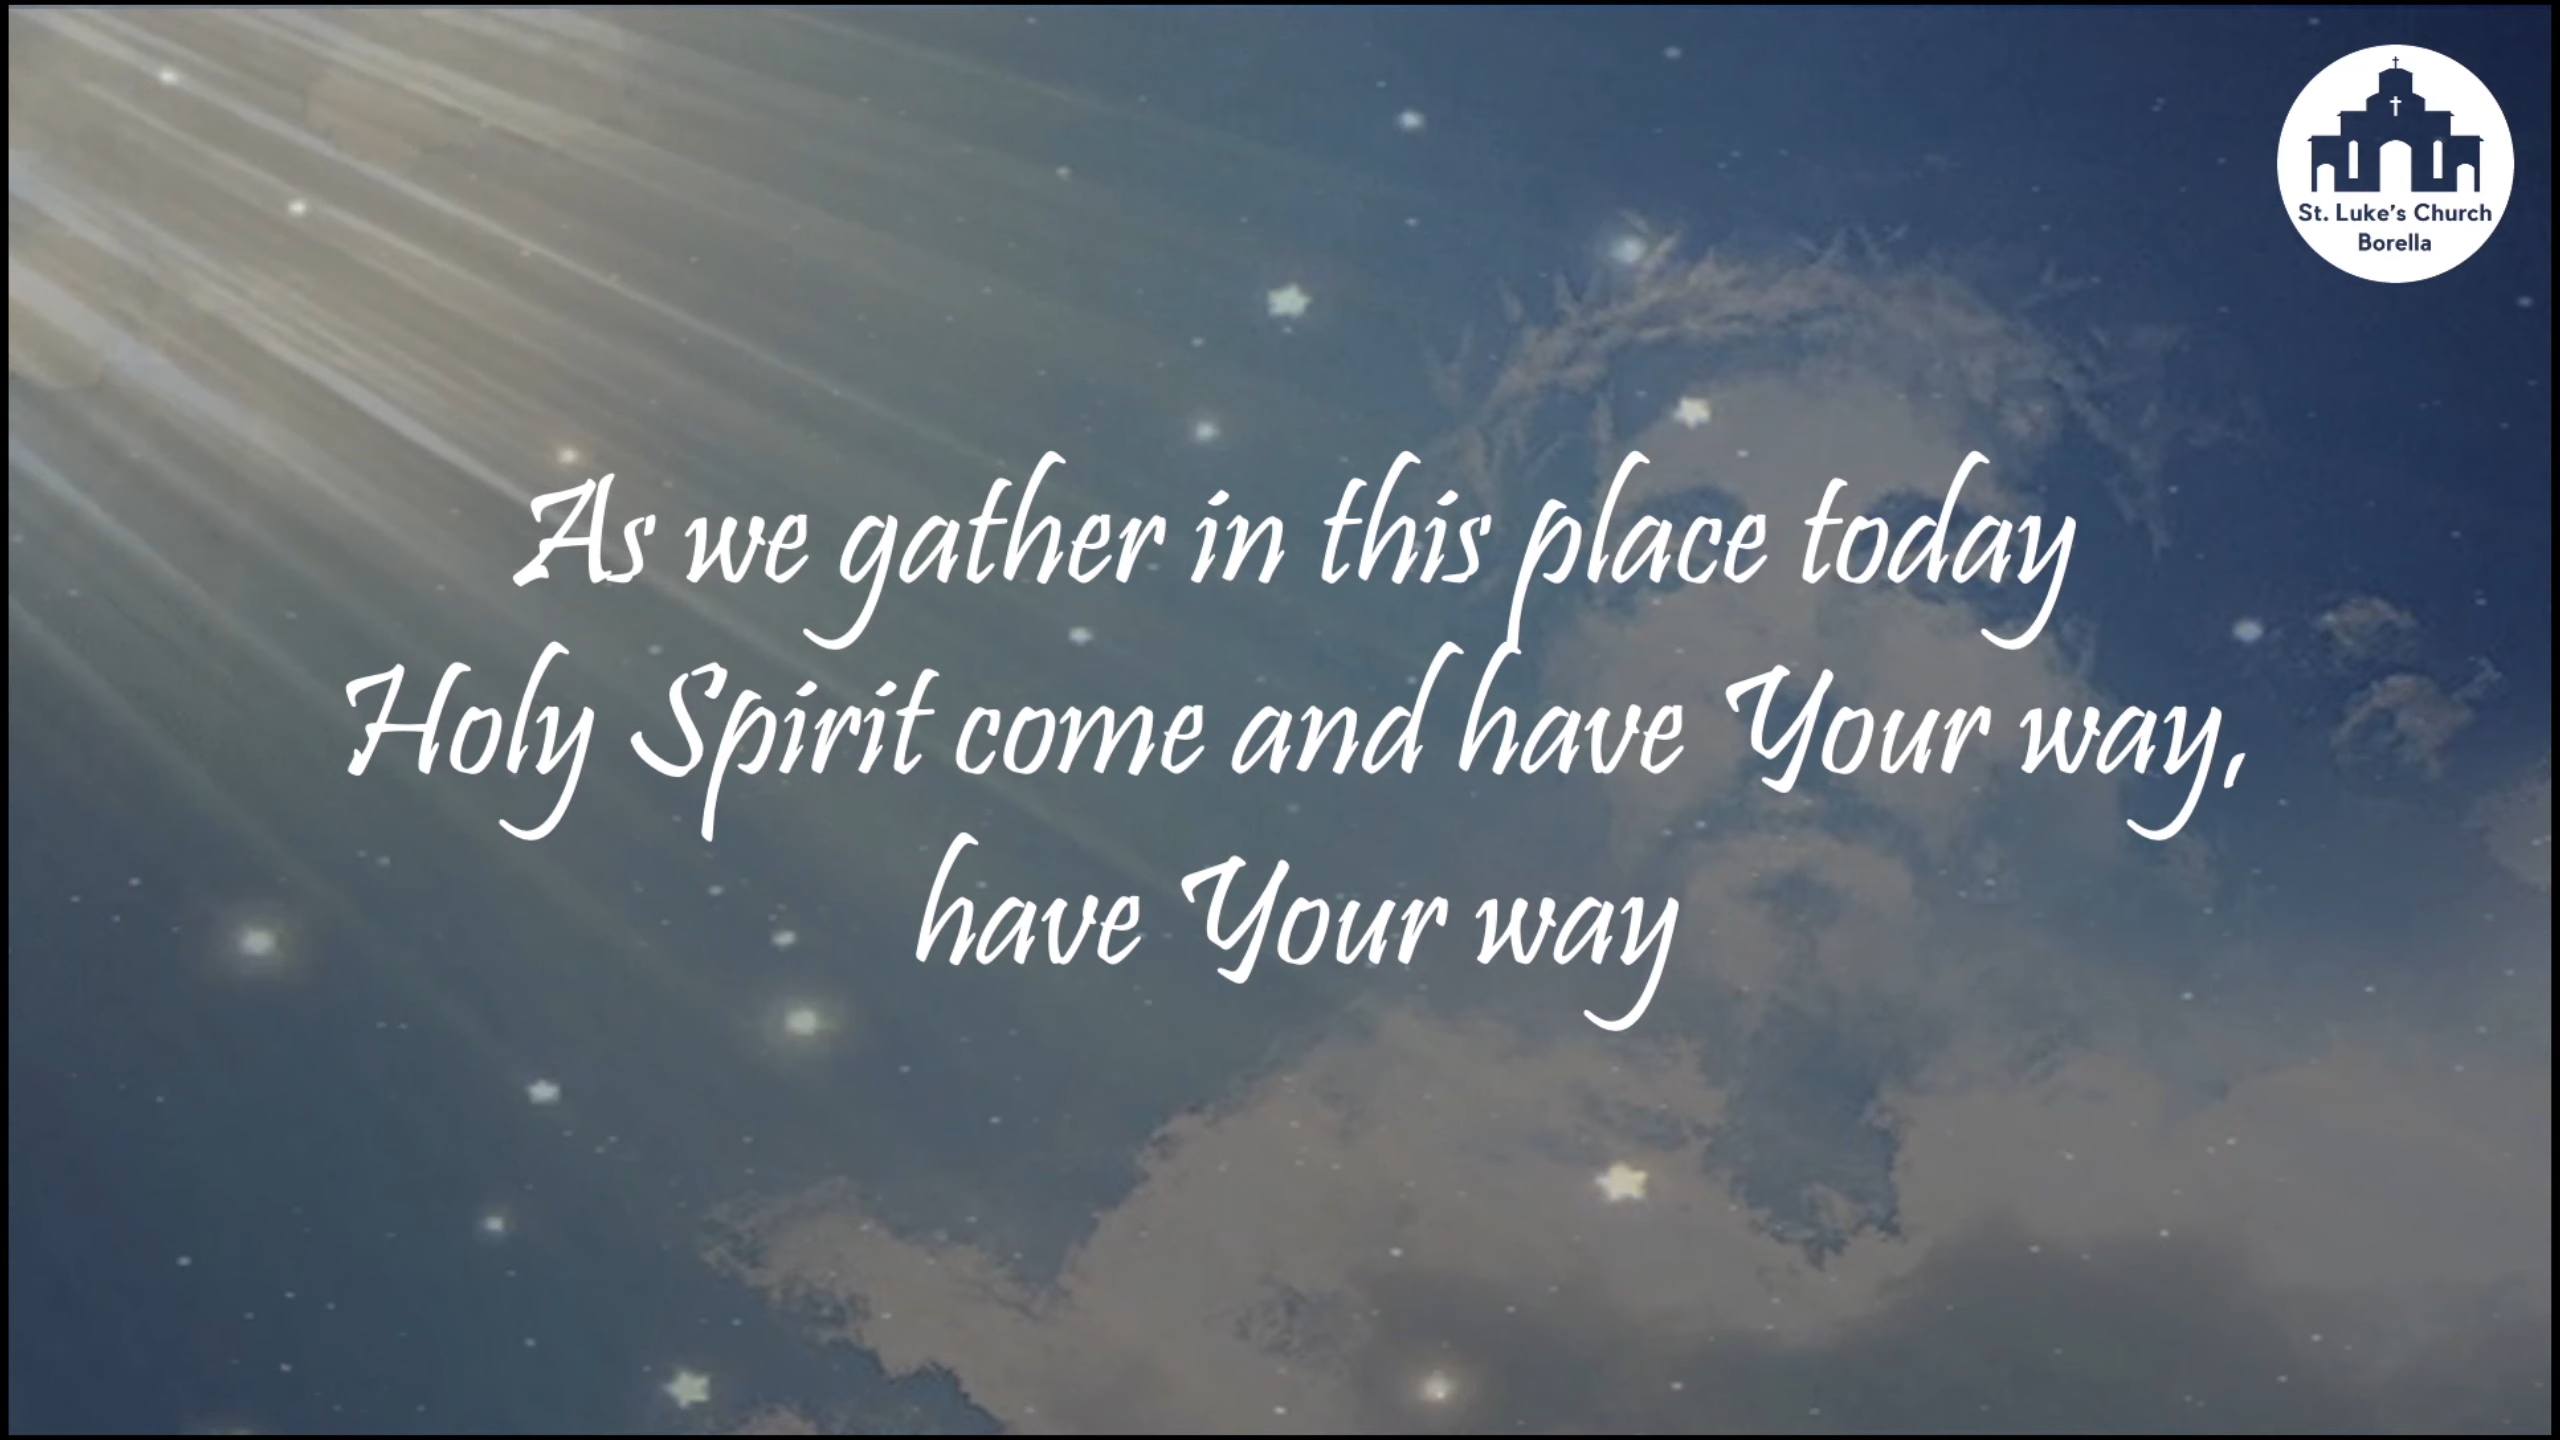 St. Luke's Church
Borella
As we gather in this place today
Holy Spirit come and have Your way,
have Your way